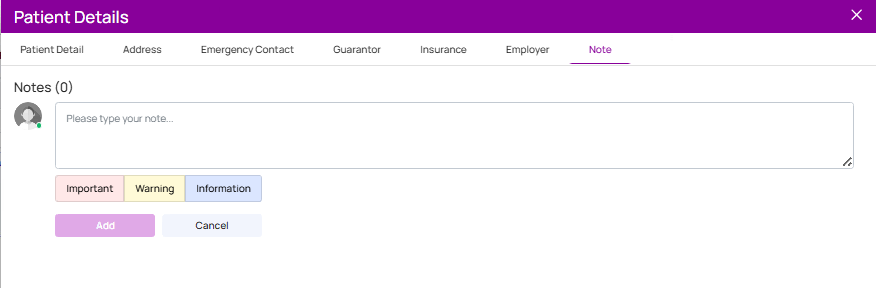 Patient Details
Patient Detail Address Emergency Contact Guarantor Insurance Employer Note
Notes (0)
Please type your note...
Important Warning Information
Add Cancel